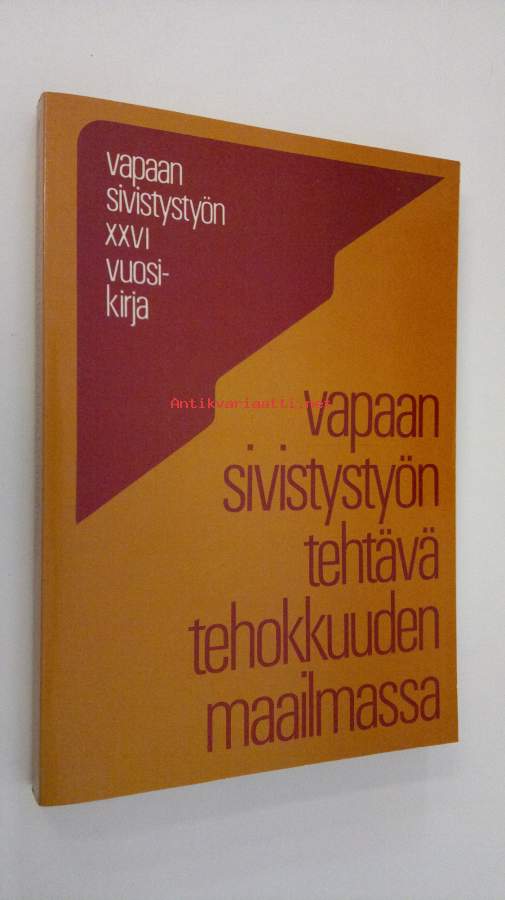 vapaan
sivistystyön
XXVI
vuosi-
kirja
Antikvariaatti.net
vapaan
sivistystyön
tehtävä
tehokkuuden
maailmassa